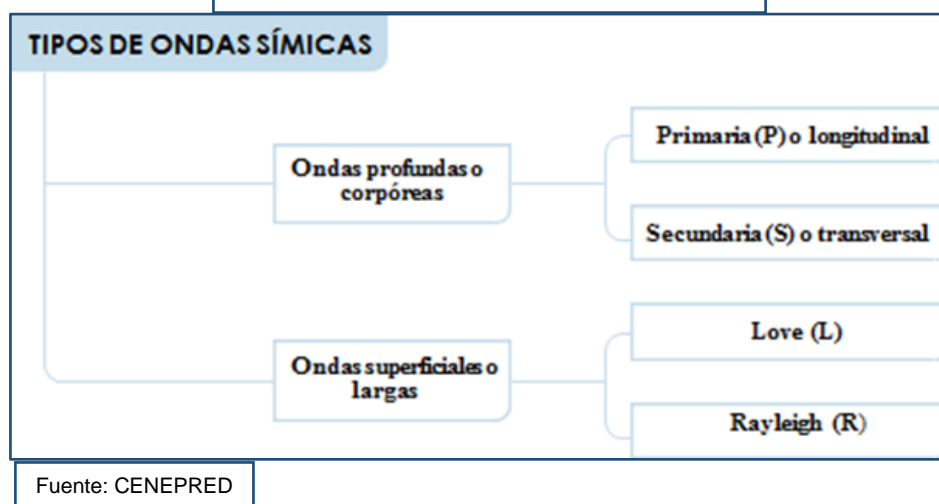 TIPOS DE ONDAS SÍMICAS
Ondas profundas o
corpóreas
Primaria (P) o longitudinal
Secundaria (S) o transversal
Ondas superficiales o
largas
Love (L)
Rayleigh (R)
Fuente: CENEPRED